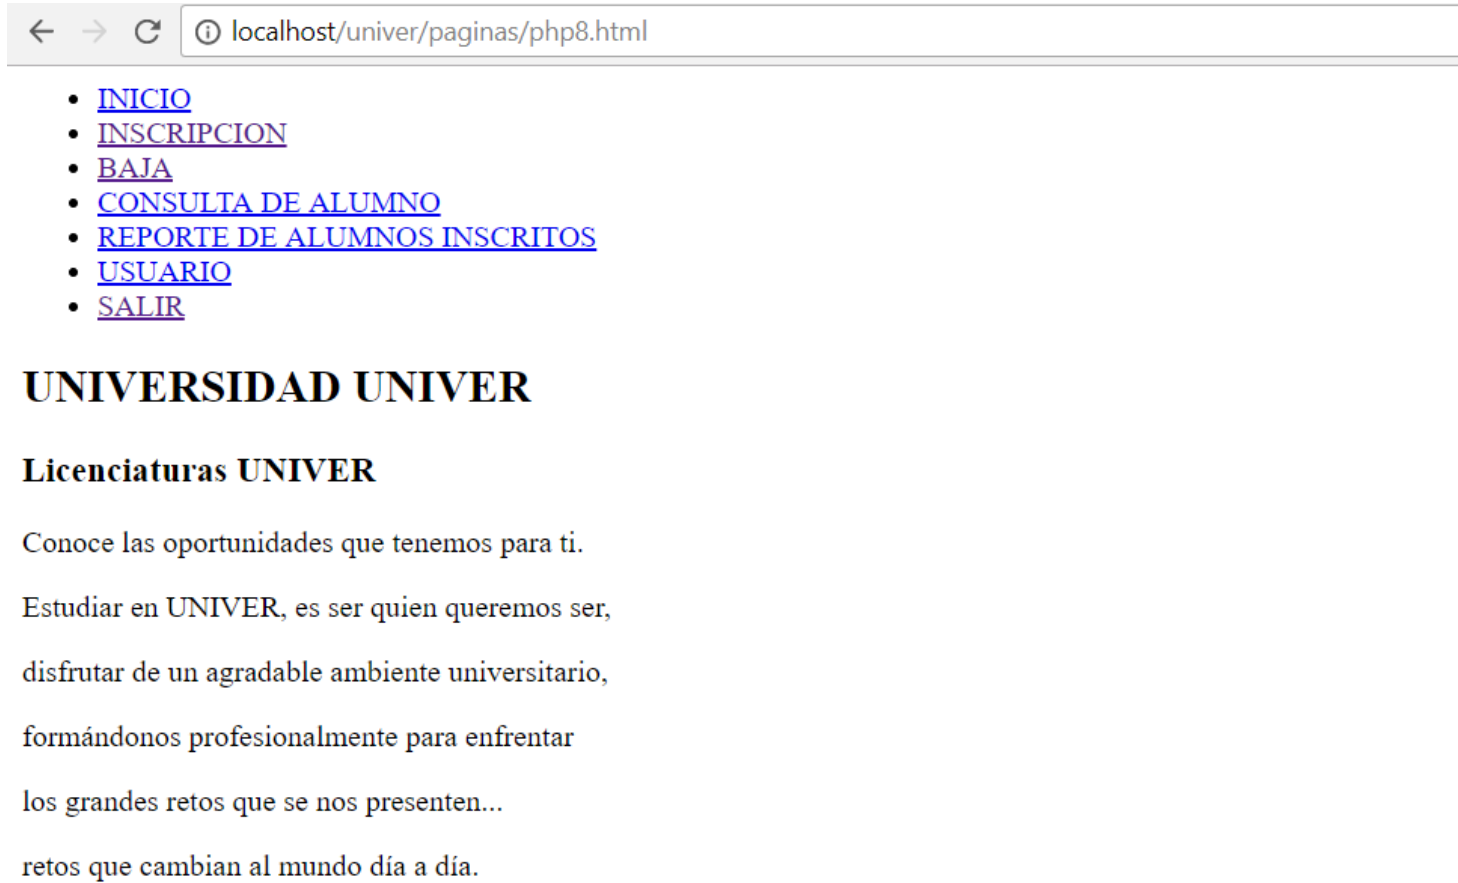 localhost/univer/paginas/php8.html
INICIO
INSCRIPCION
BAJA
CONSULTA DE ALUMNO
REPORTE DE ALUMNOS INSCRITOS
USUARIO
SALIR
UNIVERSIDAD UNIVER
Licenciaturas UNIVER
Conoce las oportunidades que tenemos para ti.
Estudiar en UNIVER, es ser quien queremos ser,
disfrutar de un agradable ambiente universitario,
formándonos profesionalmente para enfrentar
los grandes retos que se nos presenten...
retos que cambian al mundo día a día.